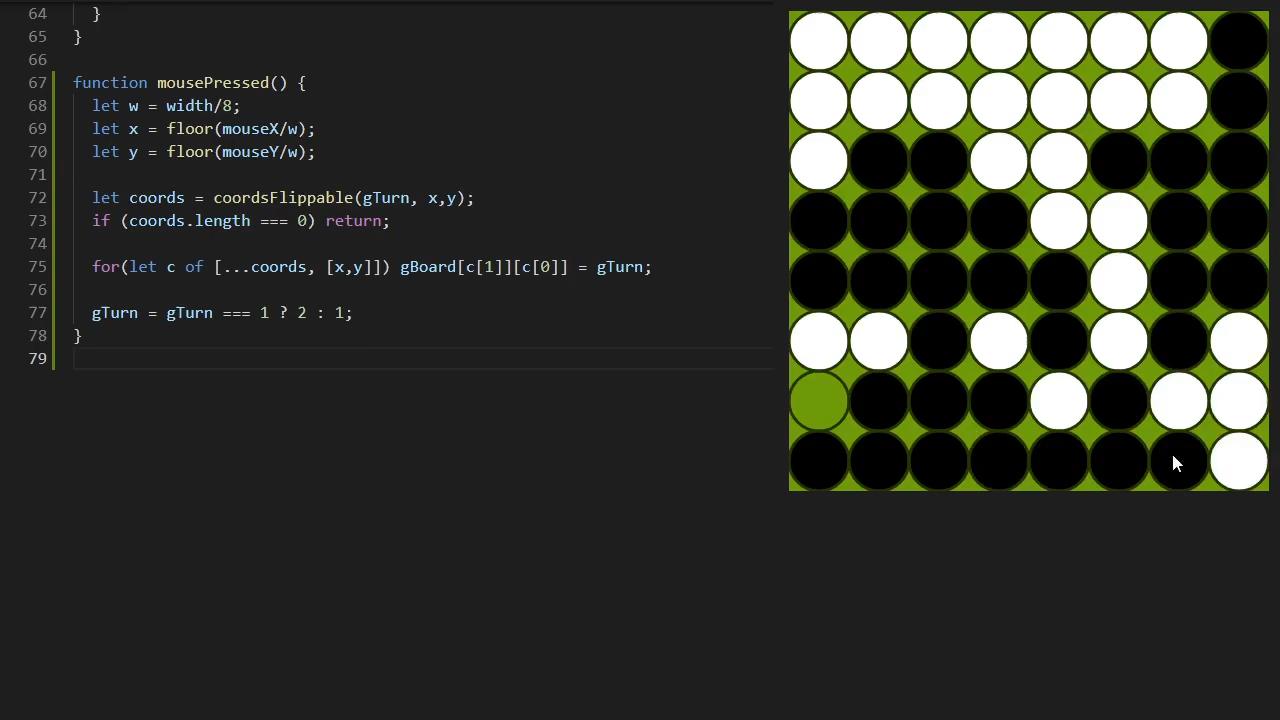 64 }
65 }
66
67 function mousePressed() {
68 let w = width/8;
69 let x = floor(mouseX/w);
70 let y = floor(mouseY/w);
71
72 let coords = coordsFlippable(gTurn, x,y);
73 if (coords.length === 0) return;
74
75 for(let c of [...coords, [x,y]]) gBoard[c[1]][c[0]] = gTurn;
76
77 gTurn = gTurn === 1 ? 2 : 1;
78 }
79